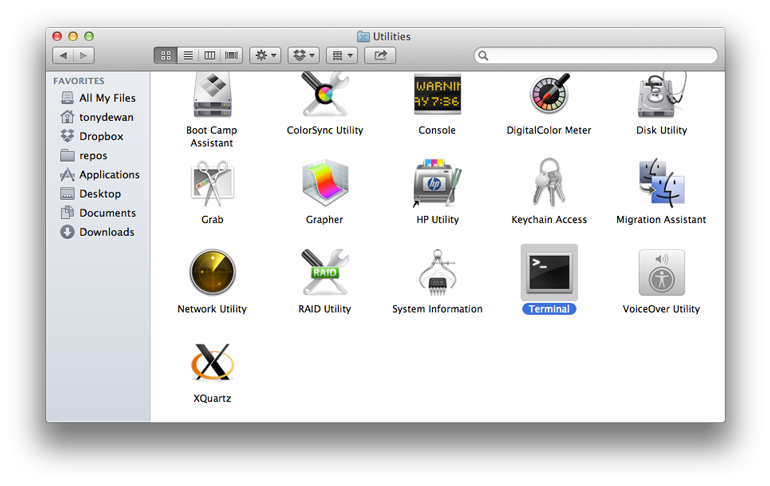 Utilities
FAVORITES
All My Files
tonydewan
Dropbox
repos
Applications
Desktop
Documents
Downloads
WARNIN
AY 7:36
Boot Camp
Assistant
ColorSync Utility
Console
DigitalColor Meter
Disk Utility
hp
Grab
Grapher
HP Utility
Keychain Access
Migration Assistant
RAID
>_
Network Utility
RAID Utility
System Information
Terminal
VoiceOver Utility
X
XQuartz